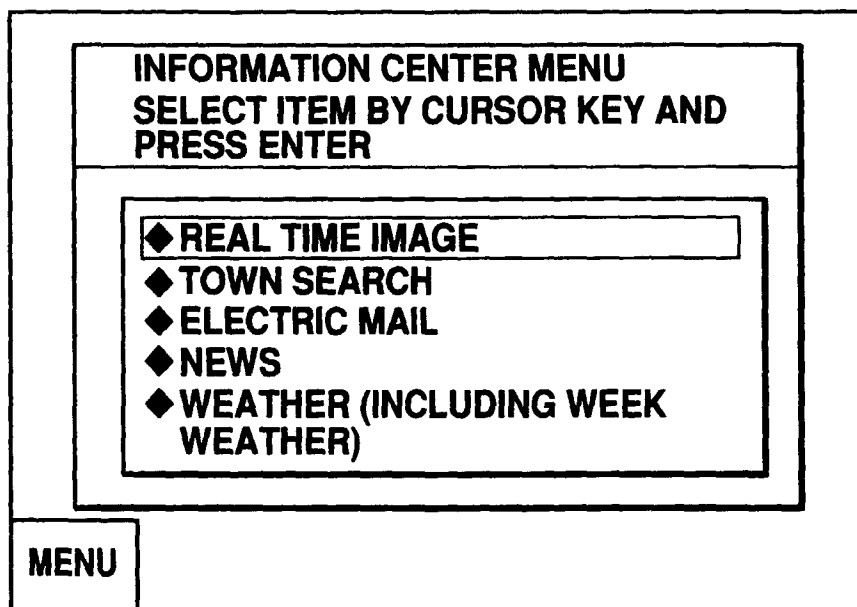 INFORMATION CENTER MENU
SELECT ITEM BY CURSOR KEY AND
PRESS ENTER
◆REAL TIME IMAGE
◆TOWN SEARCH
◆ELECTRIC MAIL
◆NEWS
◆WEATHER (INCLUDING WEEK
WEATHER)
MENU